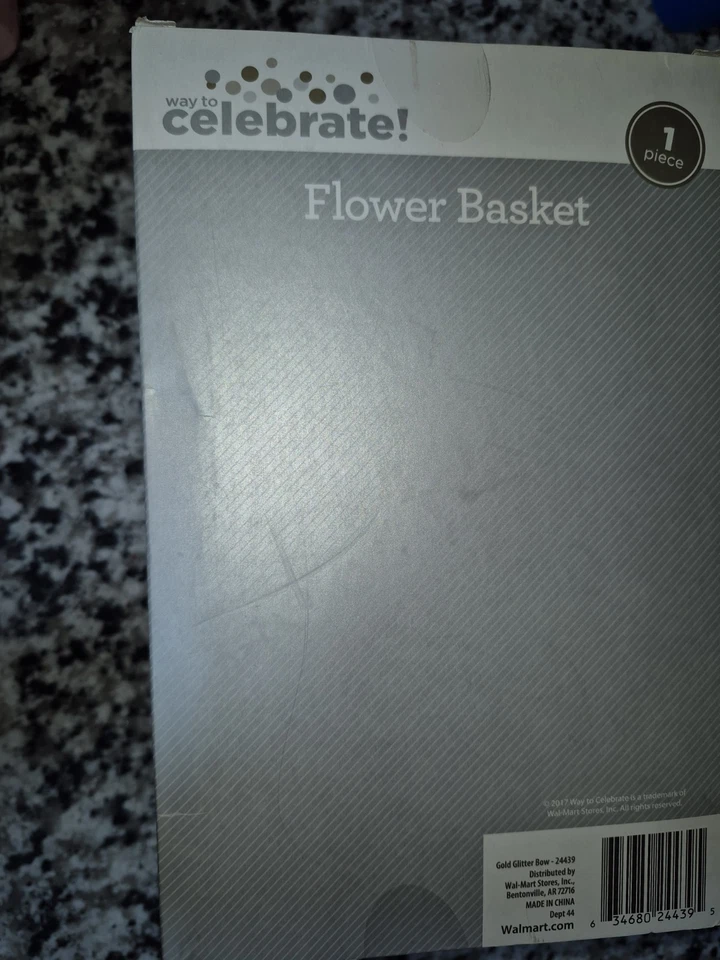 way to
celebrate!
1
piece
Flower Basket
© 2017 Way to Celebrate is a trademark of
Wal-Mart Stores, Inc. All rights reserved.
Gold Glitter Bow - 24439
Distributed by
Wal-Mart Stores, Inc.,
Bentonville, AR 72716
MADE IN CHINA
Dept 44
Walmart.com
6 34680 24439 5